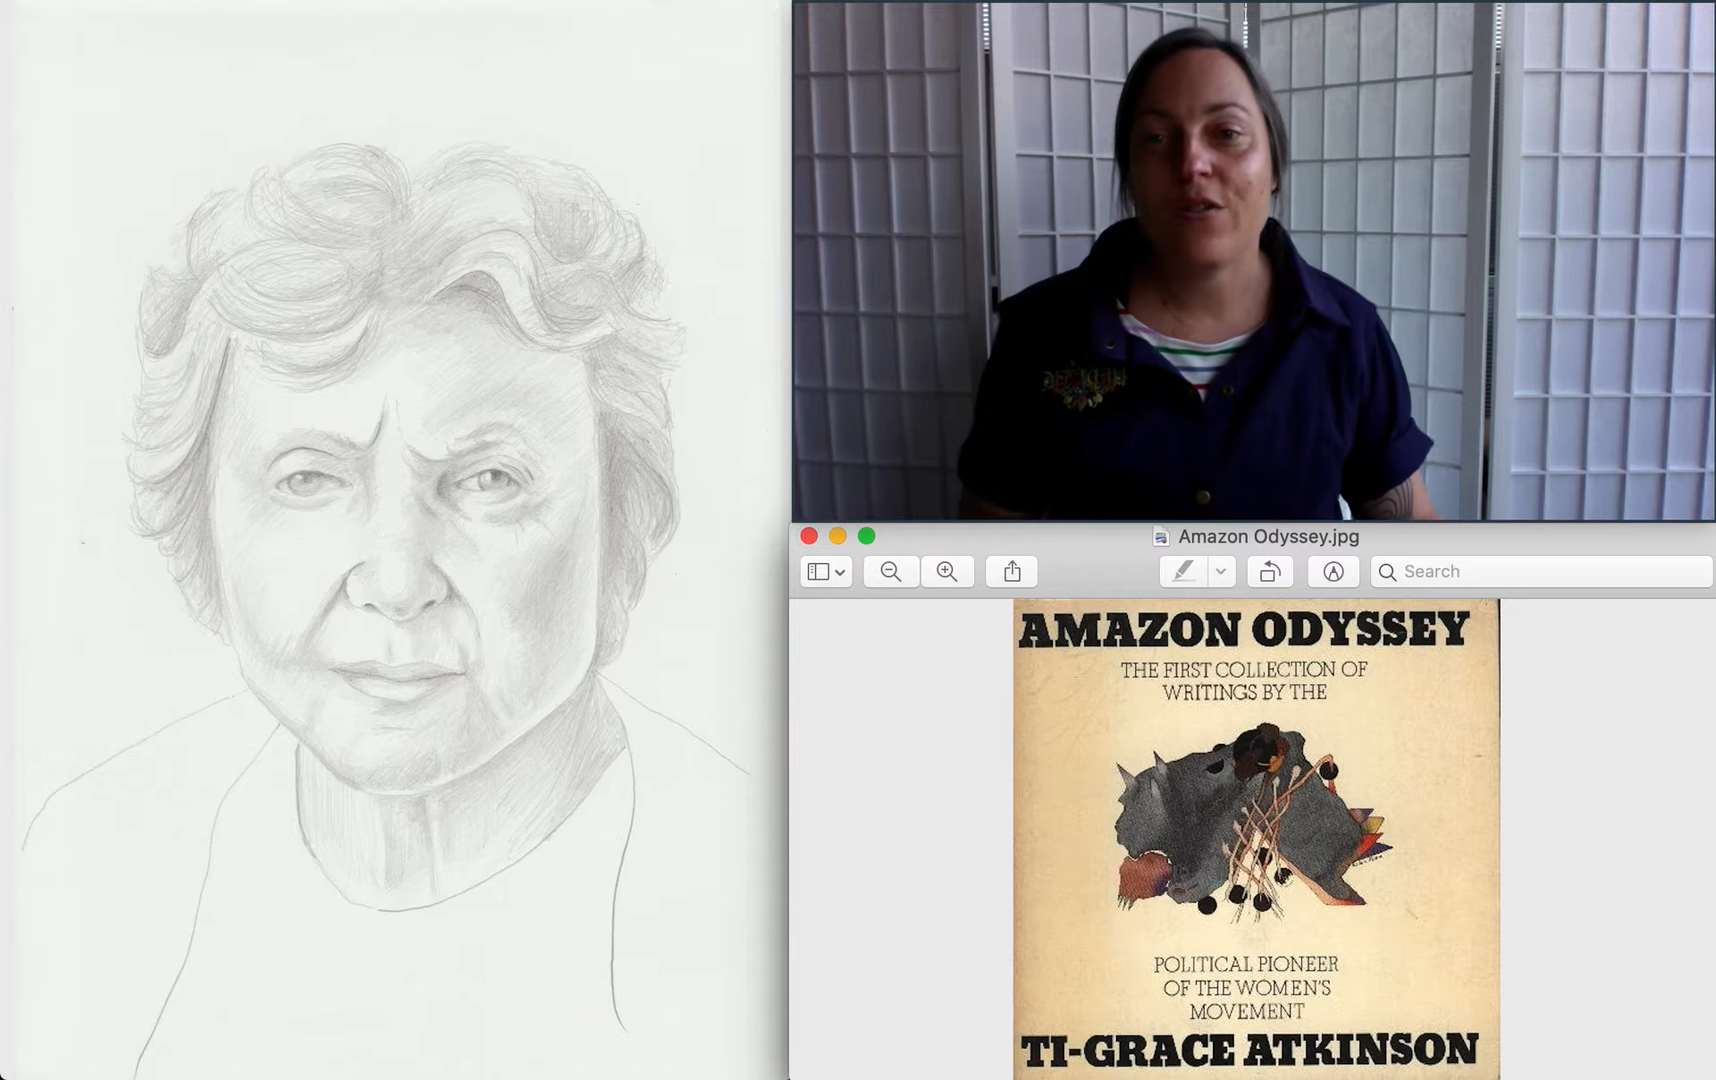 Amazon Odyssey.jpg
Search
AMAZON ODYSSEY
THE FIRST COLLECTION OF
WRITINGS BY THE
POLITICAL PIONEER
OF THE WOMEN'S
MOVEMENT
TI-GRACE ATKINSON